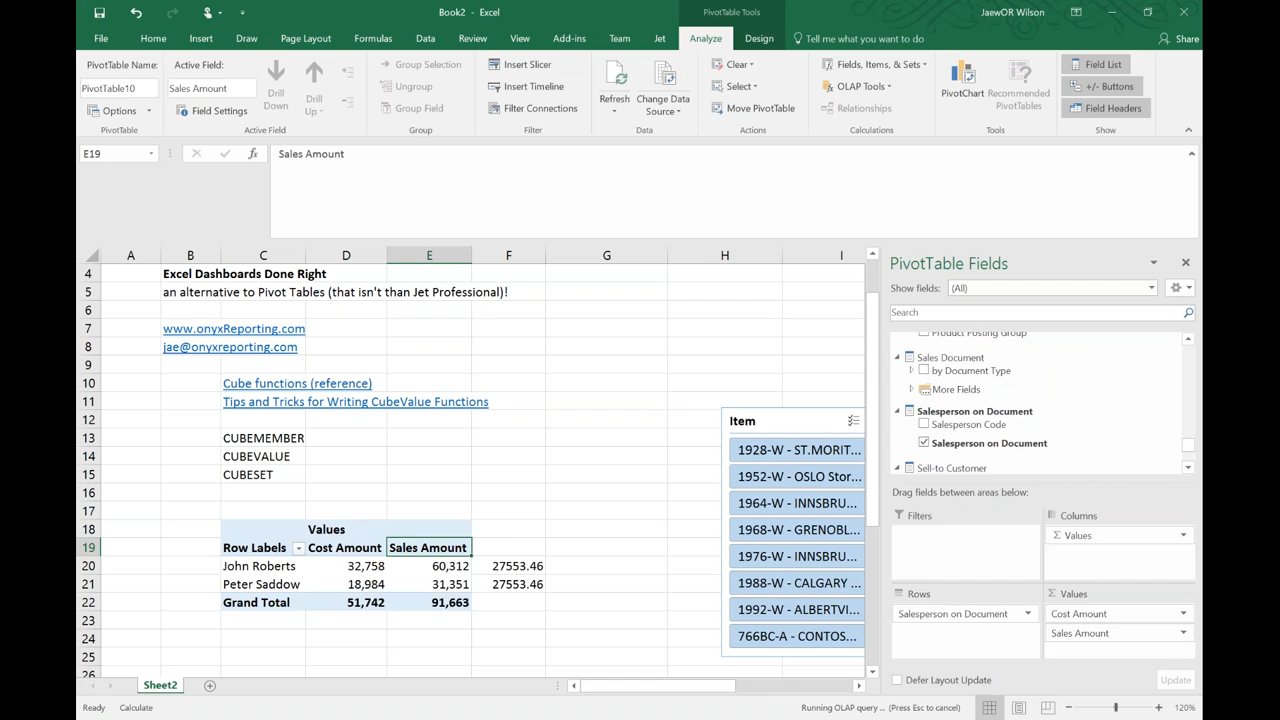 Book2 - Excel
PivotTable Tools
JaewOR Wilson
File Home Insert Draw Page Layout Formulas Data Review View Add-ins Team Jet Analyze Design Tell me what you want to do Share
PivotTable Name:
PivotTable10
Options
PivotTable
Active Field:
Sales Amount
Field Settings
Drill Down
Drill Up
Active Field
Group Selection
Ungroup
Group Field
Group
Insert Slicer
Insert Timeline
Filter Connections
Filter
Refresh
Change Data Source
Data
Clear
Select
Move PivotTable
Actions
Fields, Items, & Sets
OLAP Tools
Relationships
Calculations
PivotChart
Recommended PivotTables
Tools
Field List
+/- Buttons
Field Headers
Show
E19 fx Sales Amount
A B C D E F G H I
4 Excel Dashboards Done Right
5 an alternative to Pivot Tables (that isn't than Jet Professional)!
6
7 www.onyxReporting.com
8 jae@onyxreporting.com
9
10 Cube functions (reference)
11 Tips and Tricks for Writing CubeValue Functions
12
13 CUBEMEMBER
14 CUBEVALUE
15 CUBESET
16
17
18 Values
19 Row Labels Cost Amount Sales Amount
20 John Roberts 32,758 60,312 27553.46
21 Peter Saddow 18,984 31,351 27553.46
22 Grand Total 51,742 91,663
23
24
25
26
Item
1928-W - ST.MORIT...
1952-W - OSLO Stor...
1964-W - INNSBRU...
1968-W - GRENOBL...
1976-W - INNSBRU...
1988-W - CALGARY ...
1992-W - ALBERTVI...
766BC-A - CONTOS...
PivotTable Fields
Show fields: (All)
Search
Product Posting Group
Sales Document
by Document Type
More Fields
Salesperson on Document
Salesperson Code
Salesperson on Document
Sell-to Customer
Drag fields between areas below:
Filters
Columns
Σ Values
Rows
Salesperson on Document
Σ Values
Cost Amount
Sales Amount
Defer Layout Update Update
Sheet2
Ready Calculate Running OLAP query ... (Press Esc to cancel) 120%